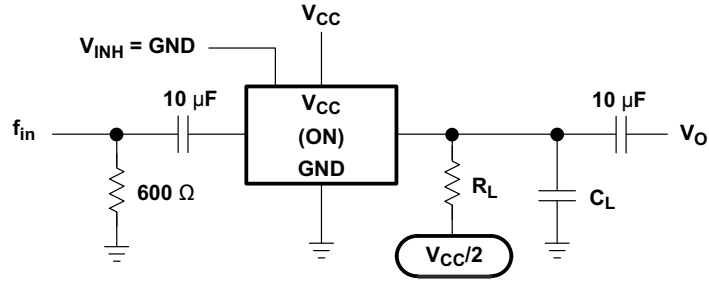 VCC
VINH = GND
10 µF
VCC
10 µF
fin
(ON)
VO
GND
600 Ω
RL
CL
VCC/2